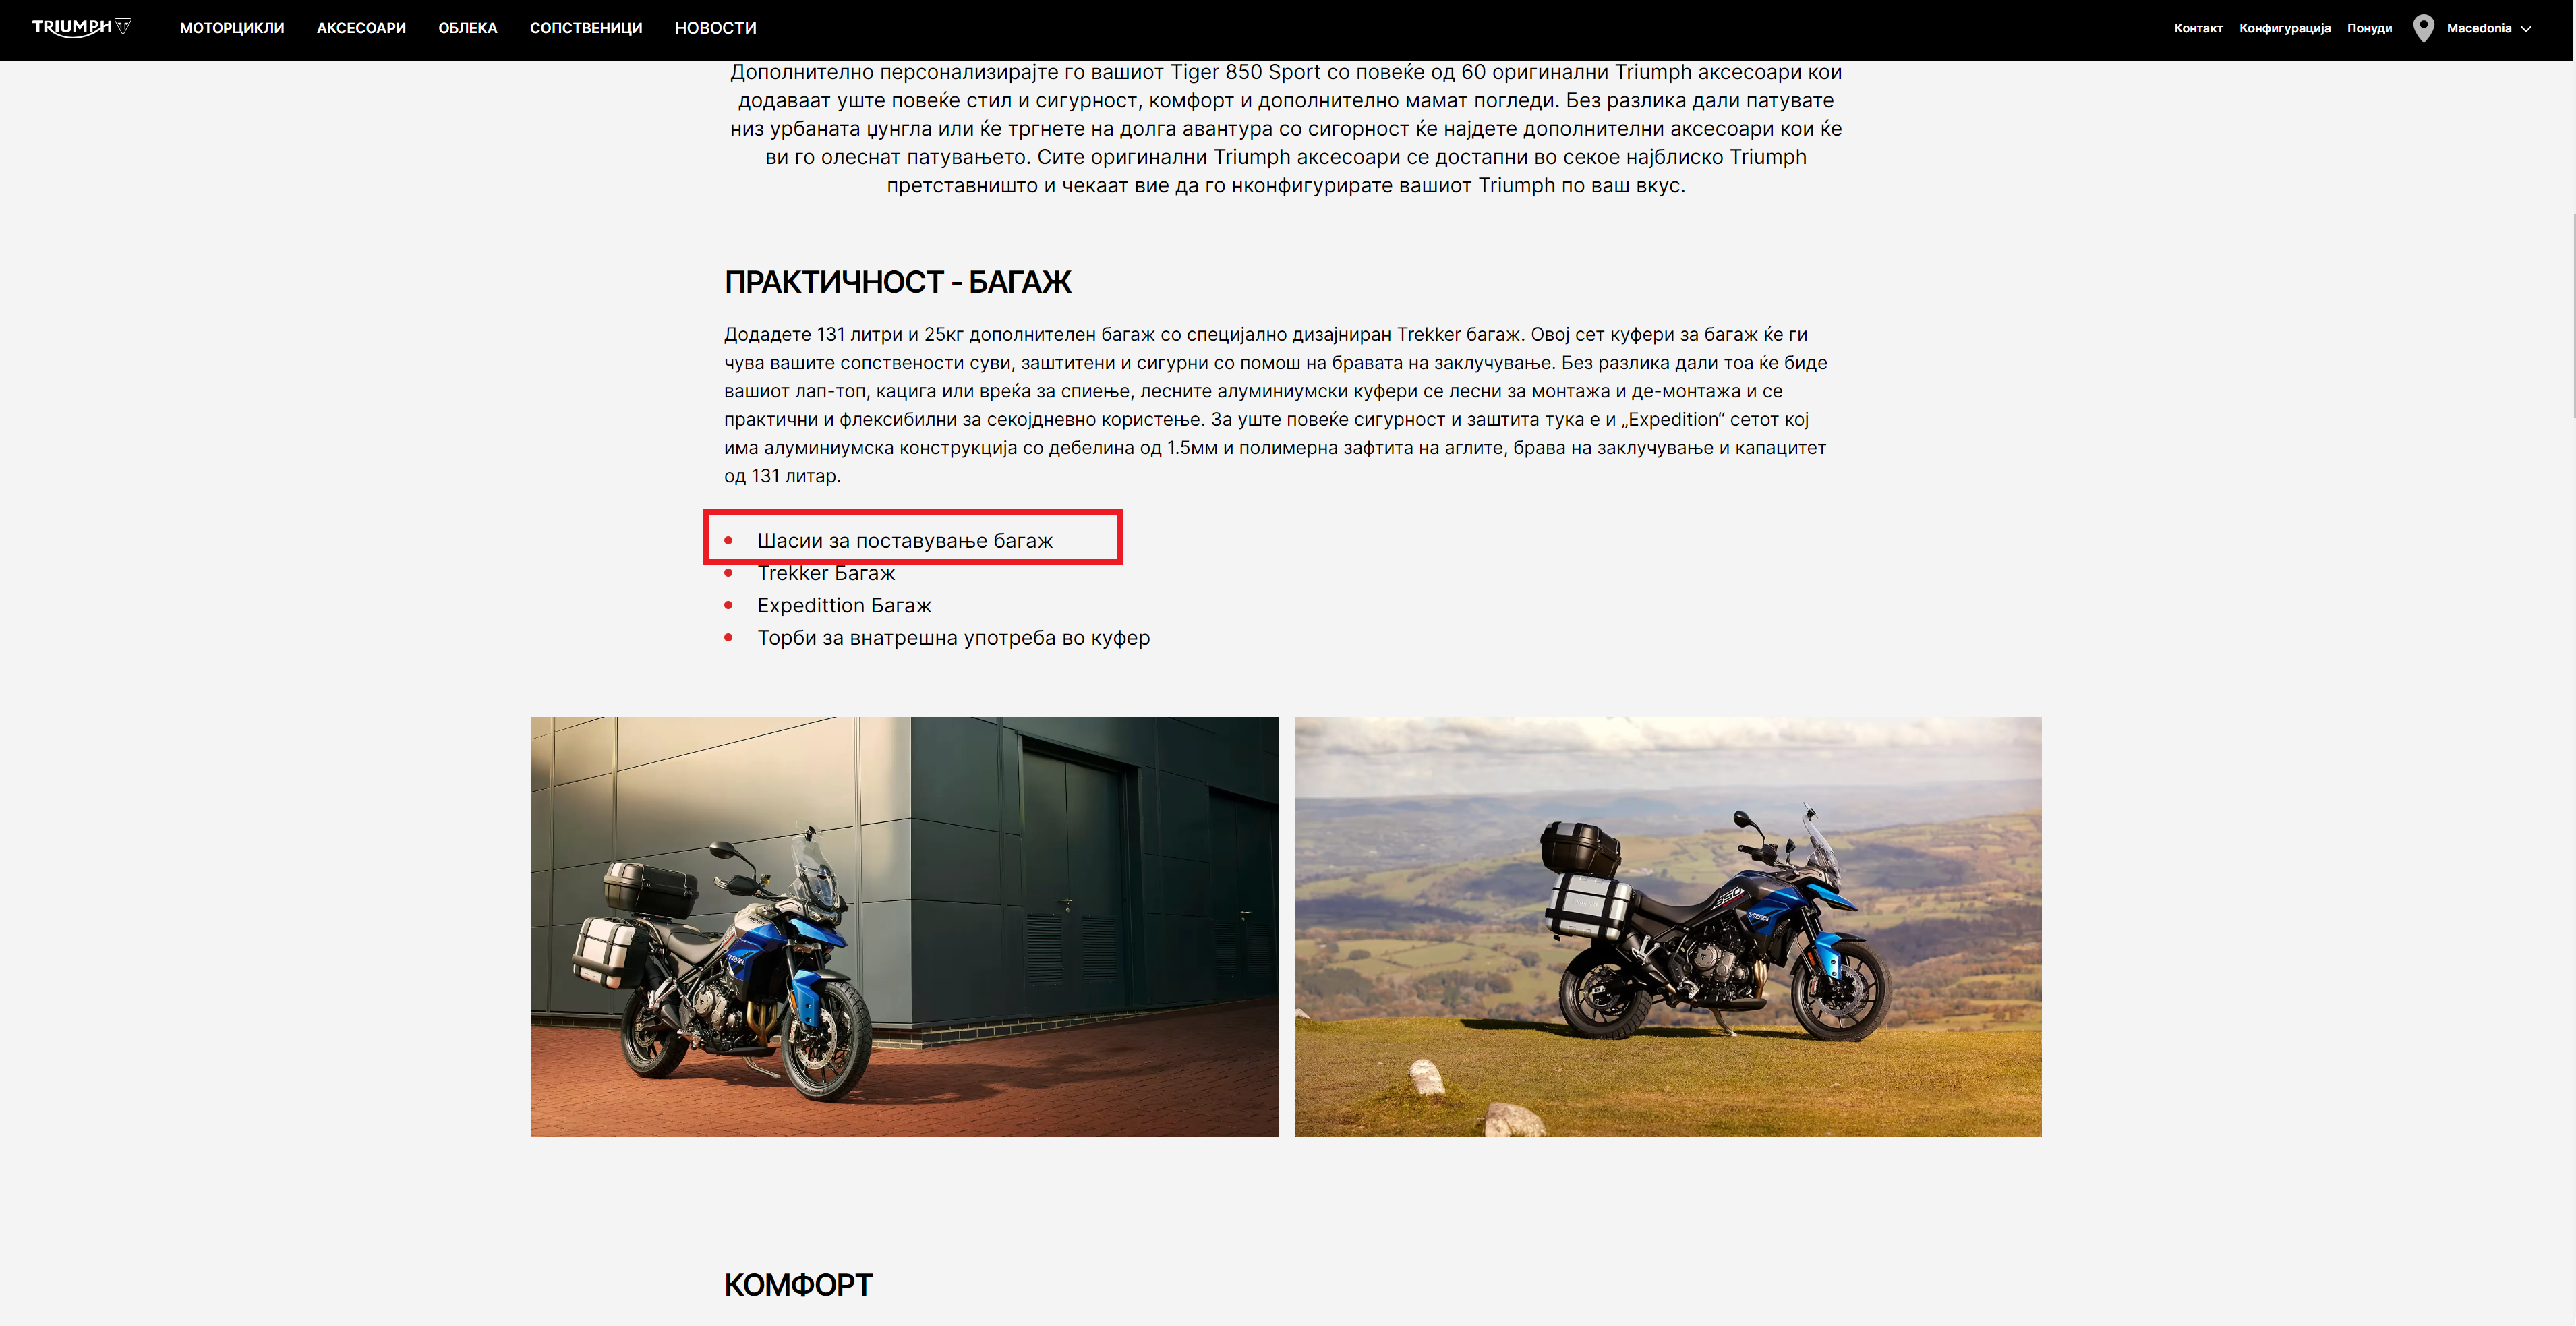 TRIUMPH
МОТОРЦИКЛИ АКСЕСОАРИ ОБЛЕКА СОПСТВЕНИЦИ НОВОСТИ
Контакт Конфигурација Понуди Macedonia
Дополнително персонализирајте го вашиот Tiger 850 Sport со повеќе од 60 оригинални Triumph аксесоари кои
додаваат уште повеќе стил и сигурност, комфорт и дополнително мамат погледи. Без разлика дали патувате
низ урбаната џунгла или ќе тргнете на долга авантура со сигорност ќе најдете дополнителни аксесоари кои ќе
ви го олеснат патувањето. Сите оригинални Triumph аксесоари се достапни во секое најблиско Triumph
претставништо и чекаат вие да го нконфигурирате вашиот Triumph по ваш вкус.
ПРАКТИЧНОСТ - БАГАЖ
Додадете 131 литри и 25кг дополнителен багаж со специјално дизајниран Trekker багаж. Овој сет куфери за багаж ќе ги
чува вашите сопствености суви, заштитени и сигурни со помош на бравата на заклучување. Без разлика дали тоа ќе биде
вашиот лап-топ, кацига или вреќа за спиење, лесните алуминиумски куфери се лесни за монтажа и де-монтажа и се
практични и флексибилни за секојдневно користење. За уште повеќе сигурност и заштита тука е и „Expedition“ сетот кој
има алуминиумска конструкција со дебелина од 1.5мм и полимерна зафтита на аглите, брава на заклучување и капацитет
од 131 литар.
Шасии за поставување багаж
Trekker Багаж
Expedittion Багаж
Торби за внатрешна употреба во куфер
850
КОМФОРТ